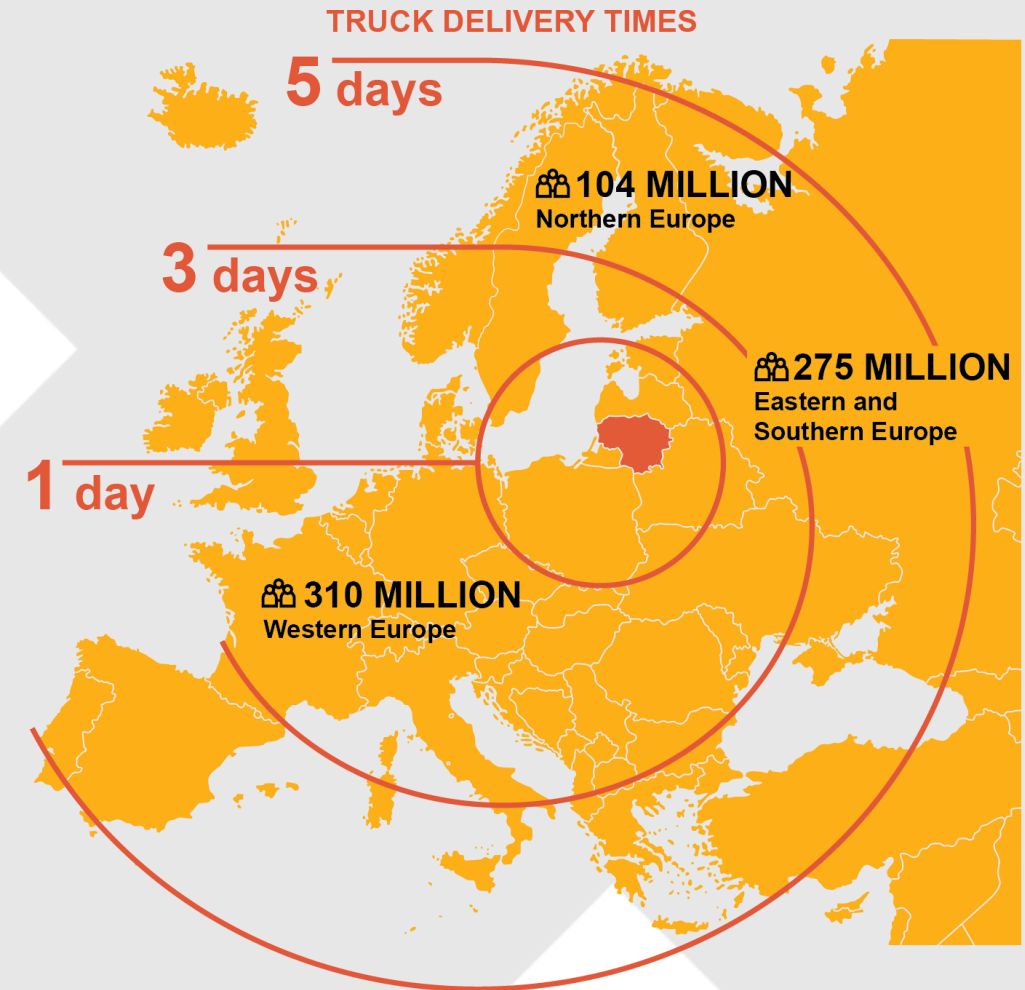 TRUCK DELIVERY TIMES
5 days
104 MILLION
Northern Europe
3 days
275 MILLION
Eastern and
Southern Europe
1 day
310 MILLION
Western Europe